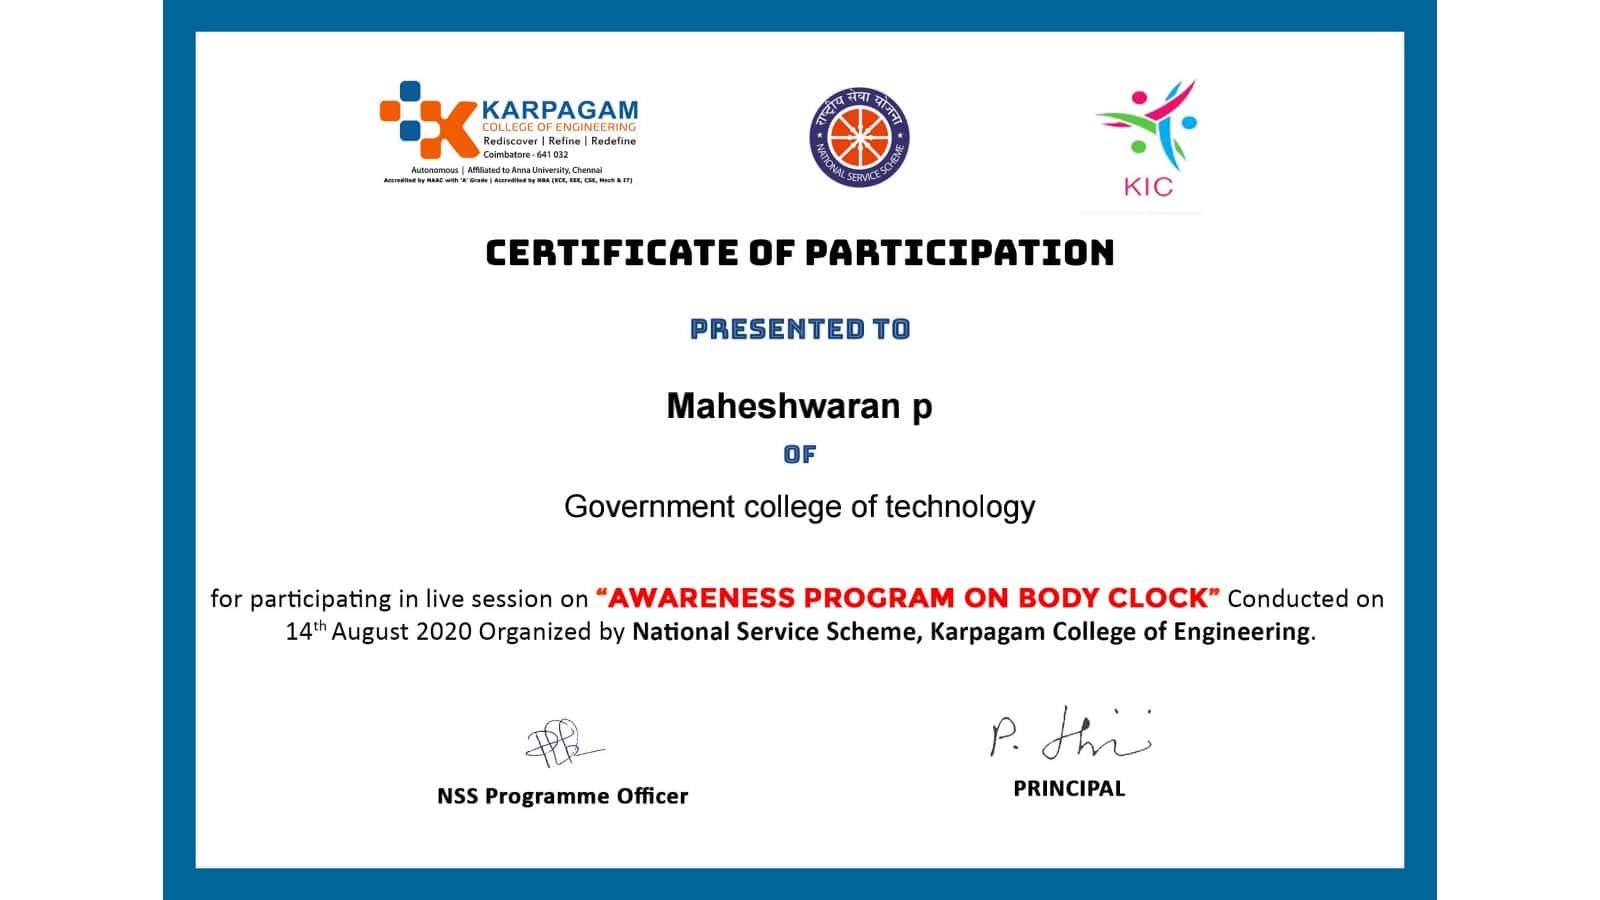 KARPAGAM
COLLEGE OF ENGINEERING
Rediscover | Refine | Redefine
Coimbatore - 641 032
Autonomous | Affiliated to Anna University, Chennai
Accredited by NAAC with 'A' Grade | Accredited by NBA (ECE, EEE, CSE, Mech & IT)
राष्ट्रीय सेवा योजना
NATIONAL SERVICE SCHEME
KIC
CERTIFICATE OF PARTICIPATION
PRESENTED TO
Maheshwaran p
OF
Government college of technology
for participating in live session on “AWARENESS PROGRAM ON BODY CLOCK” Conducted on
14th August 2020 Organized by National Service Scheme, Karpagam College of Engineering.
P.
NSS Programme Officer
PRINCIPAL